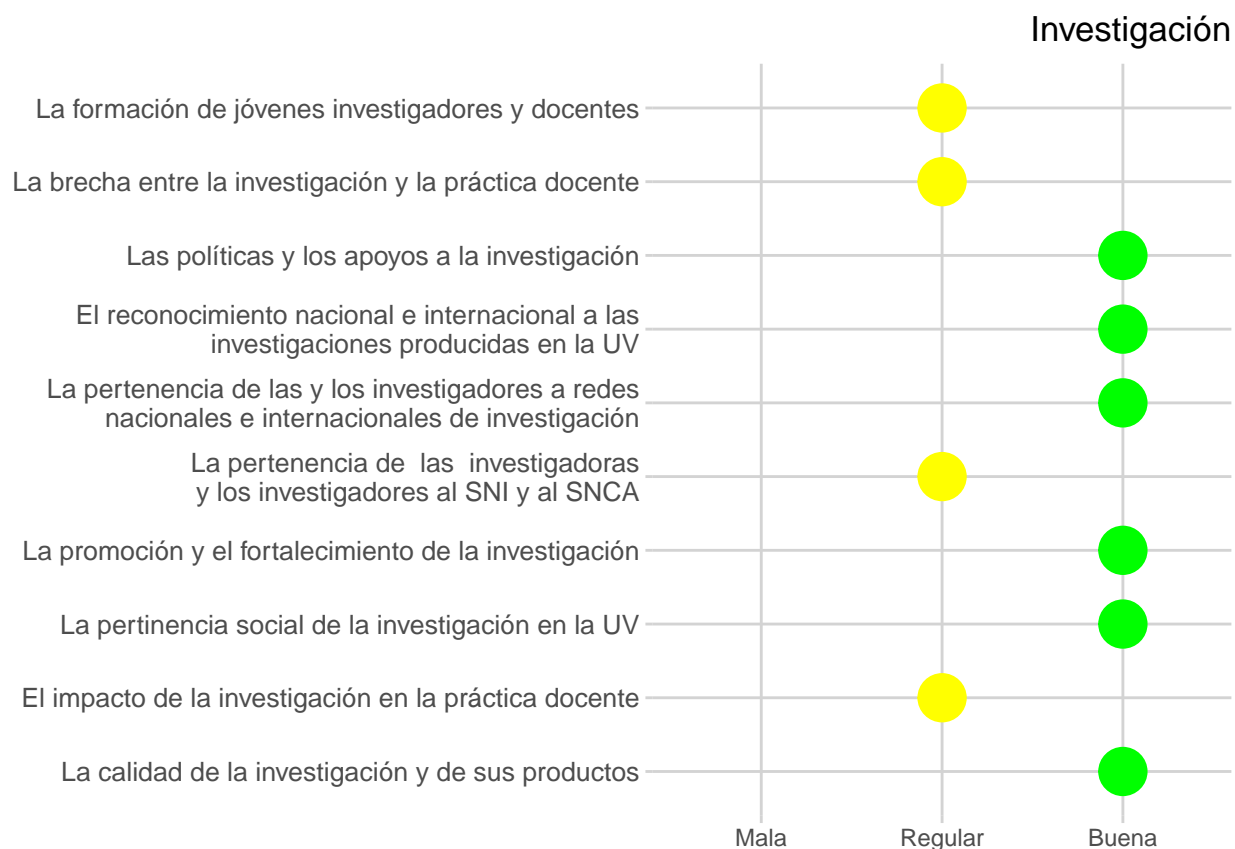 Investigación
La formación de jóvenes investigadores y docentes
La brecha entre la investigación y la práctica docente
Las políticas y los apoyos a la investigación
El reconocimiento nacional e internacional a las
investigaciones producidas en la UV
La pertenencia de las y los investigadores a redes
nacionales e internacionales de investigación
La pertenencia de  las  investigadoras
y los investigadores al SNI y al SNCA
La promoción y el fortalecimiento de la investigación
La pertinencia social de la investigación en la UV
El impacto de la investigación en la práctica docente
La calidad de la investigación y de sus productos
Mala Regular Buena